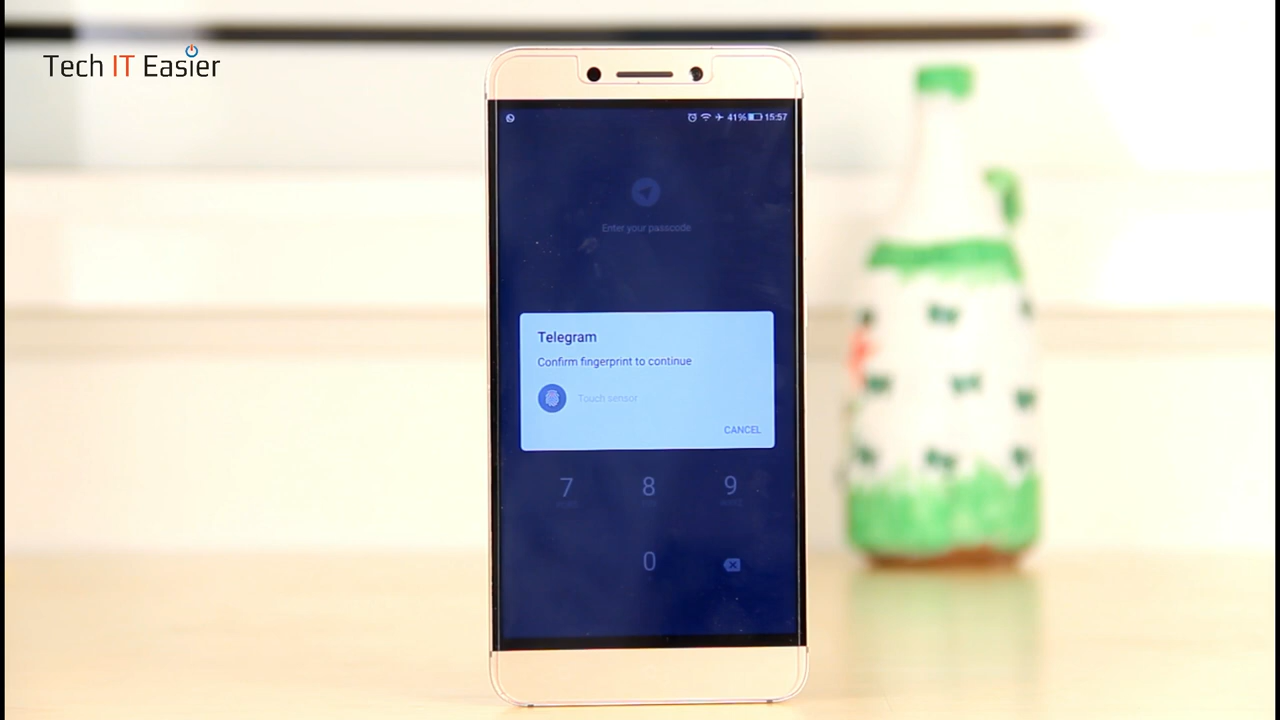 Tech IT Easier
41% 15:57
Enter your passcode
Telegram
Confirm fingerprint to continue
Touch sensor
CANCEL
7 8 9
0